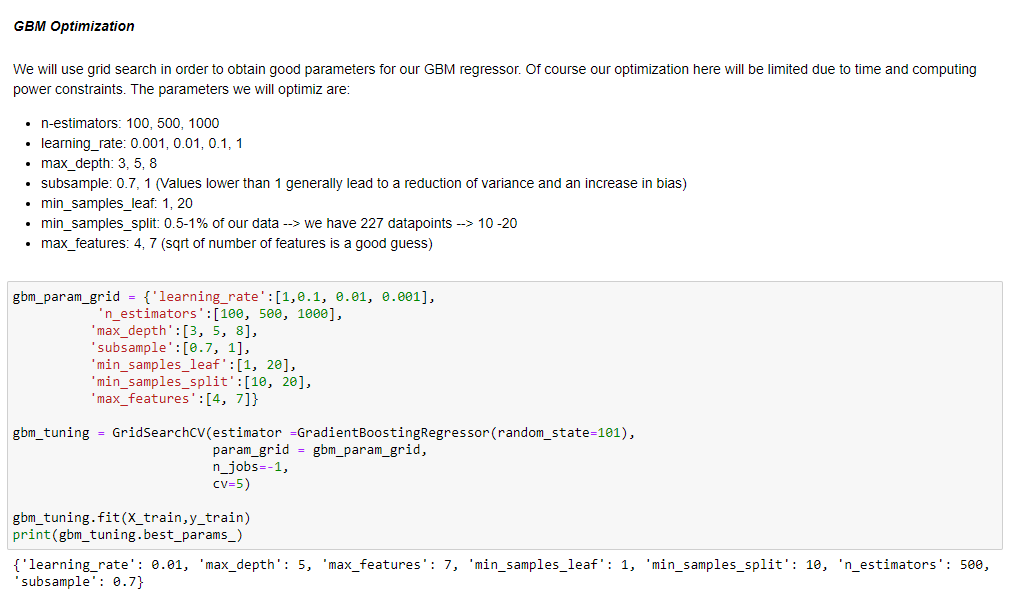 GBM Optimization
We will use grid search in order to obtain good parameters for our GBM regressor. Of course our optimization here will be limited due to time and computing
power constraints. The parameters we will optimiz are:
• n-estimators: 100, 500, 1000
• learning_rate: 0.001, 0.01, 0.1, 1
• max_depth: 3, 5, 8
• subsample: 0.7, 1 (Values lower than 1 generally lead to a reduction of variance and an increase in bias)
• min_samples_leaf: 1, 20
• min_samples_split: 0.5-1% of our data --> we have 227 datapoints --> 10 -20
• max_features: 4, 7 (sqrt of number of features is a good guess)
gbm_param_grid = {'learning_rate':[1,0.1, 0.01, 0.001],
'n_estimators':[100, 500, 1000],
'max_depth':[3, 5, 8],
'subsample':[0.7, 1],
'min_samples_leaf':[1, 20],
'min_samples_split':[10, 20],
'max_features':[4, 7]}
gbm_tuning = GridSearchCV(estimator =GradientBoostingRegressor(random_state=101),
param_grid = gbm_param_grid,
n_jobs=-1,
cv=5)
gbm_tuning.fit(X_train,y_train)
print(gbm_tuning.best_params_)
{'learning_rate': 0.01, 'max_depth': 5, 'max_features': 7, 'min_samples_leaf': 1, 'min_samples_split': 10, 'n_estimators': 500,
'subsample': 0.7}